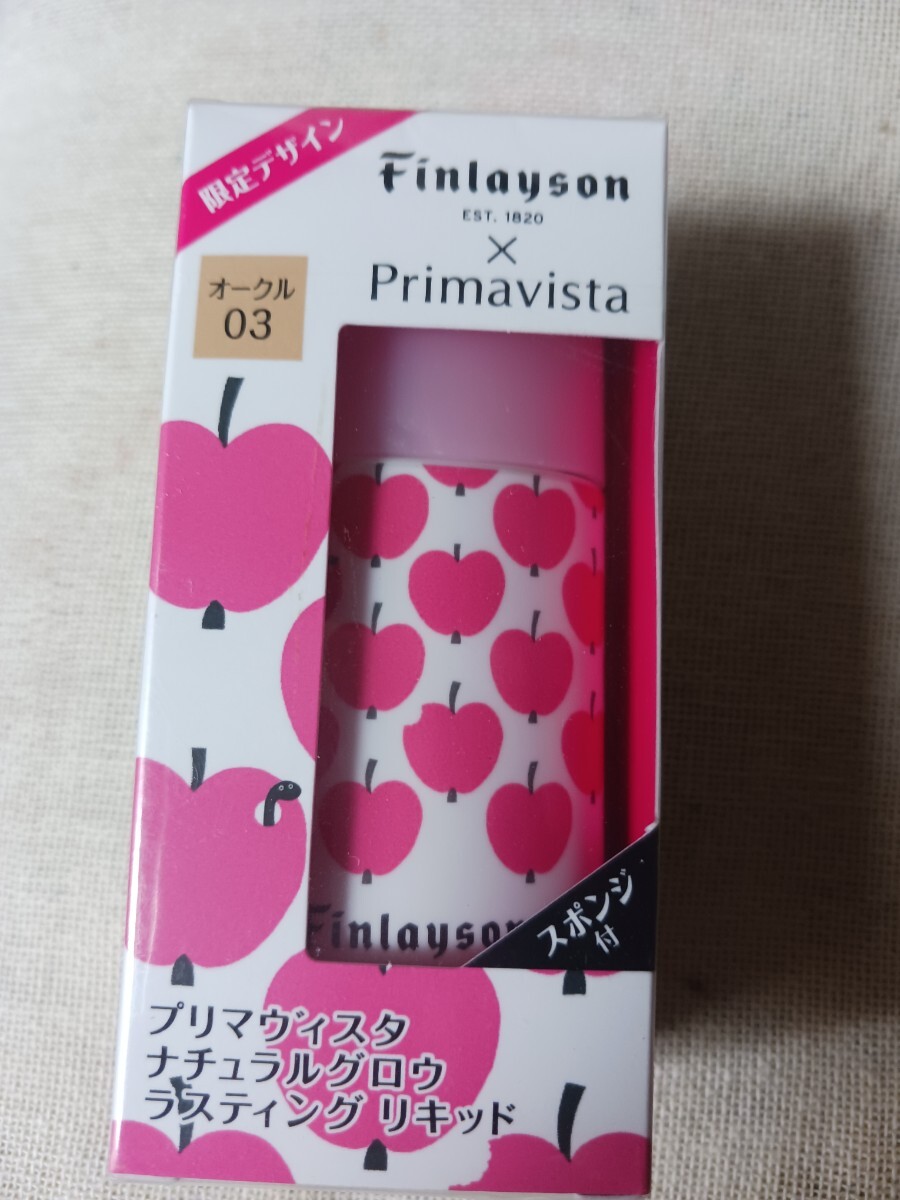 限定デザイン
Finlayson
EST. 1820
×
Primavista
オークル
03
Finlayson
スポンジ
付
プリマヴィスタ
ナチュラルグロウ
ラスティング リキッド